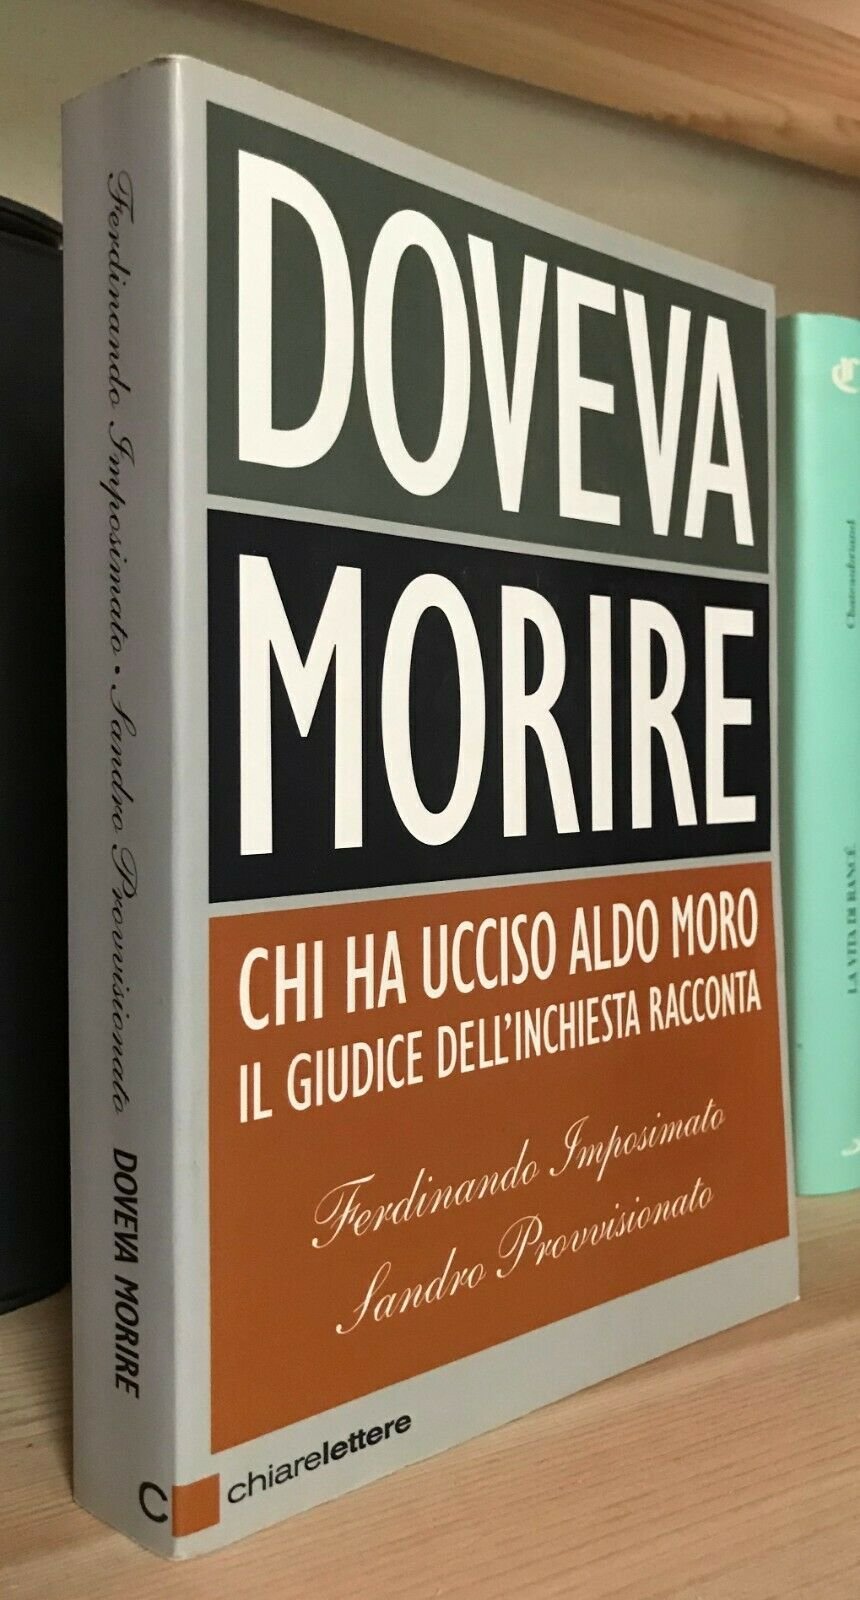 Ferdinando Imposimato • Sandro Provvisionato DOVEVA MORIRE
C
DOVEVA
MORIRE
CHI HA UCCISO ALDO MORO
IL GIUDICE DELL'INCHIESTA RACCONTA
Ferdinando Imposimato
Sandro Provvisionato
chiarelettere
Chateaubriand
LA VITA DI RANCÉ